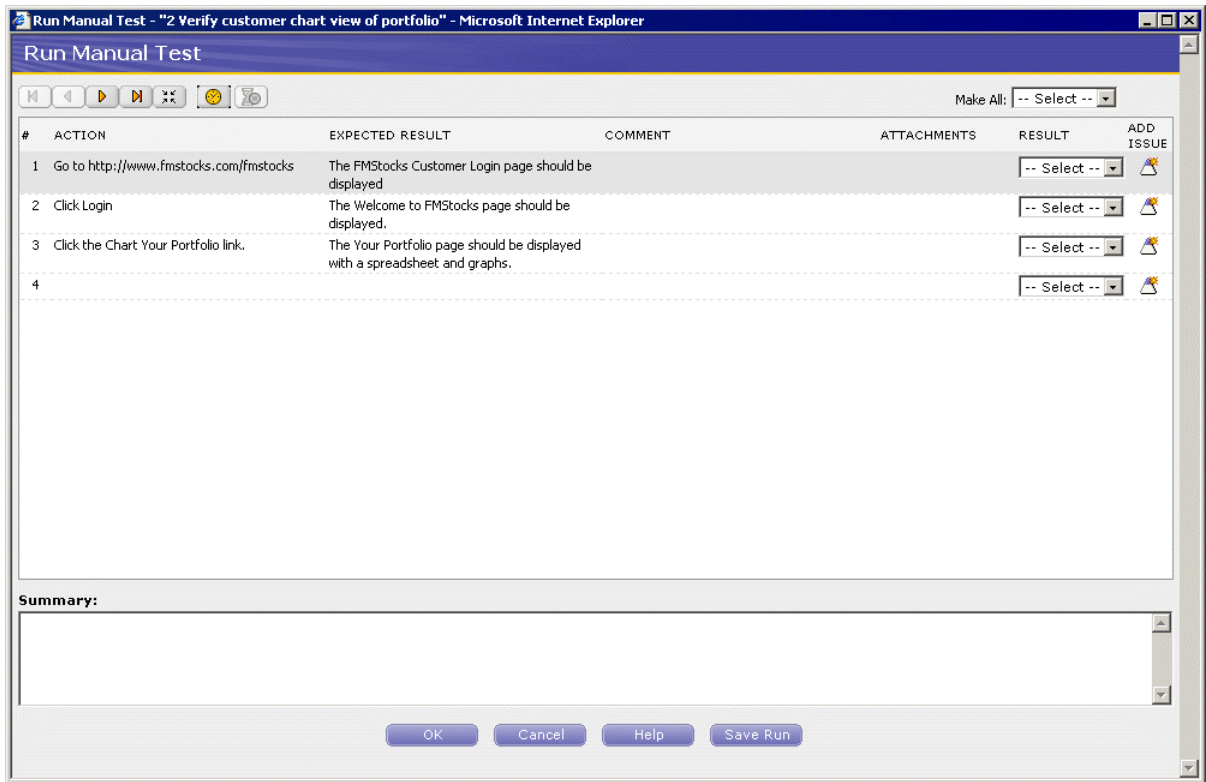 Run Manual Test - "2 Verify customer chart view of portfolio" - Microsoft Internet Explorer
Run Manual Test
Make All: -- Select --
# ACTION EXPECTED RESULT COMMENT ATTACHMENTS RESULT ADD ISSUE
1 Go to http://www.fmstocks.com/fmstocks The FMStocks Customer Login page should be -- Select --
displayed
2 Click Login The Welcome to FMStocks page should be -- Select --
displayed.
3 Click the Chart Your Portfolio link. The Your Portfolio page should be displayed -- Select --
with a spreadsheet and graphs.
4 -- Select --
Summary:
OK Cancel Help Save Run